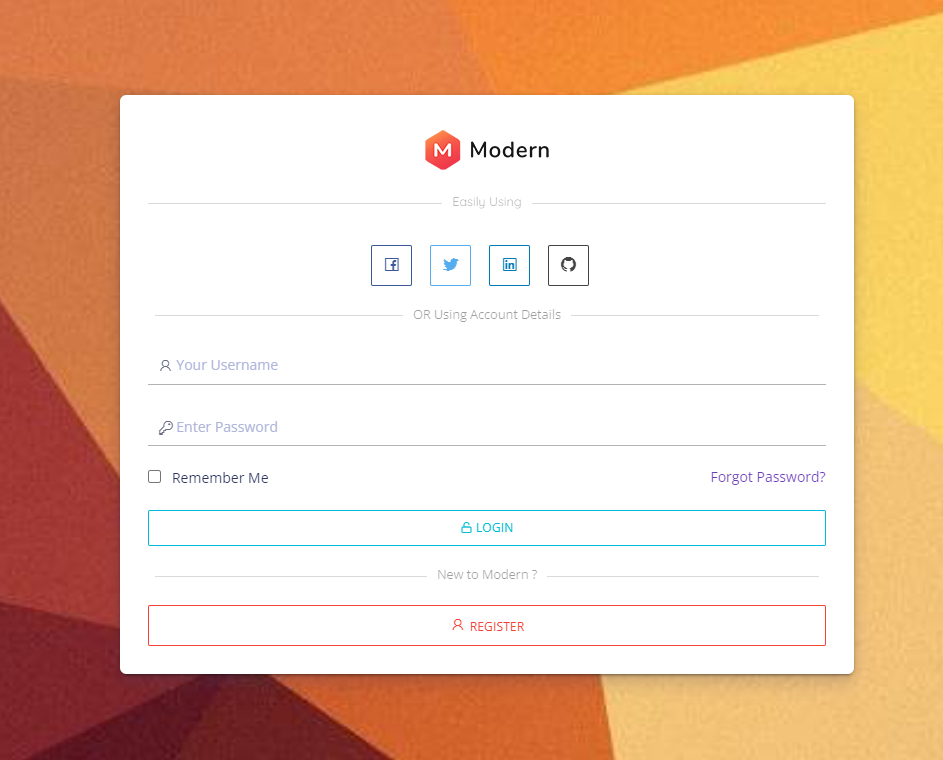 M Modern
Easily Using
OR Using Account Details
Your Username
Enter Password
Remember Me
Forgot Password?
LOGIN
New to Modern ?
REGISTER